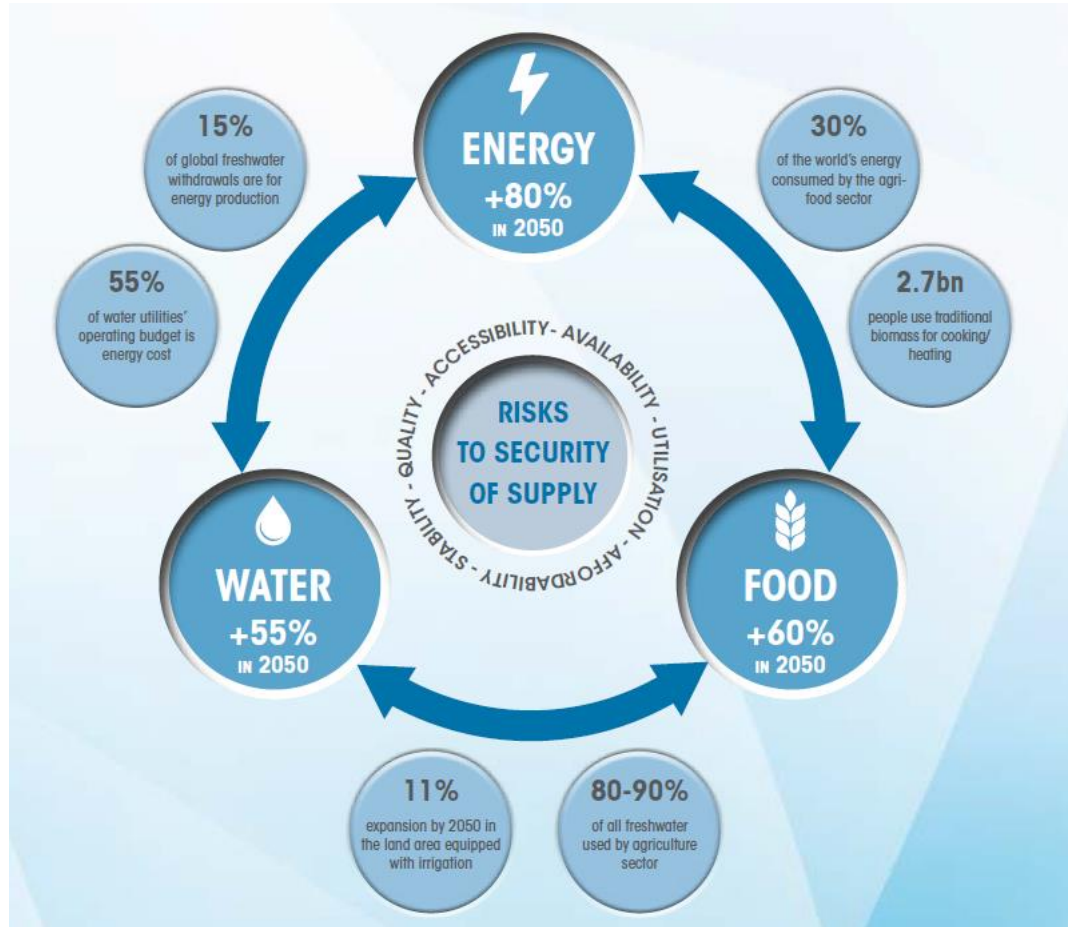 ENERGY
+80%
IN 2050
15%
of global freshwater
withdrawals are for
energy production
55%
of water utilities'
operating budget is
energy cost
30%
of the world's energy
consumed by the agri-
food sector
2.7bn
people use traditional
biomass for cooking/
heating
QUALITY - ACCESSIBILITY - AVAILABILITY - UTILISATION - AFFORDABILITY - STABILITY -
RISKS
TO SECURITY
OF SUPPLY
WATER
+55%
IN 2050
FOOD
+60%
IN 2050
11%
expansion by 2050 in
the land area equipped
with irrigation
80-90%
of all freshwater
used by agriculture
sector